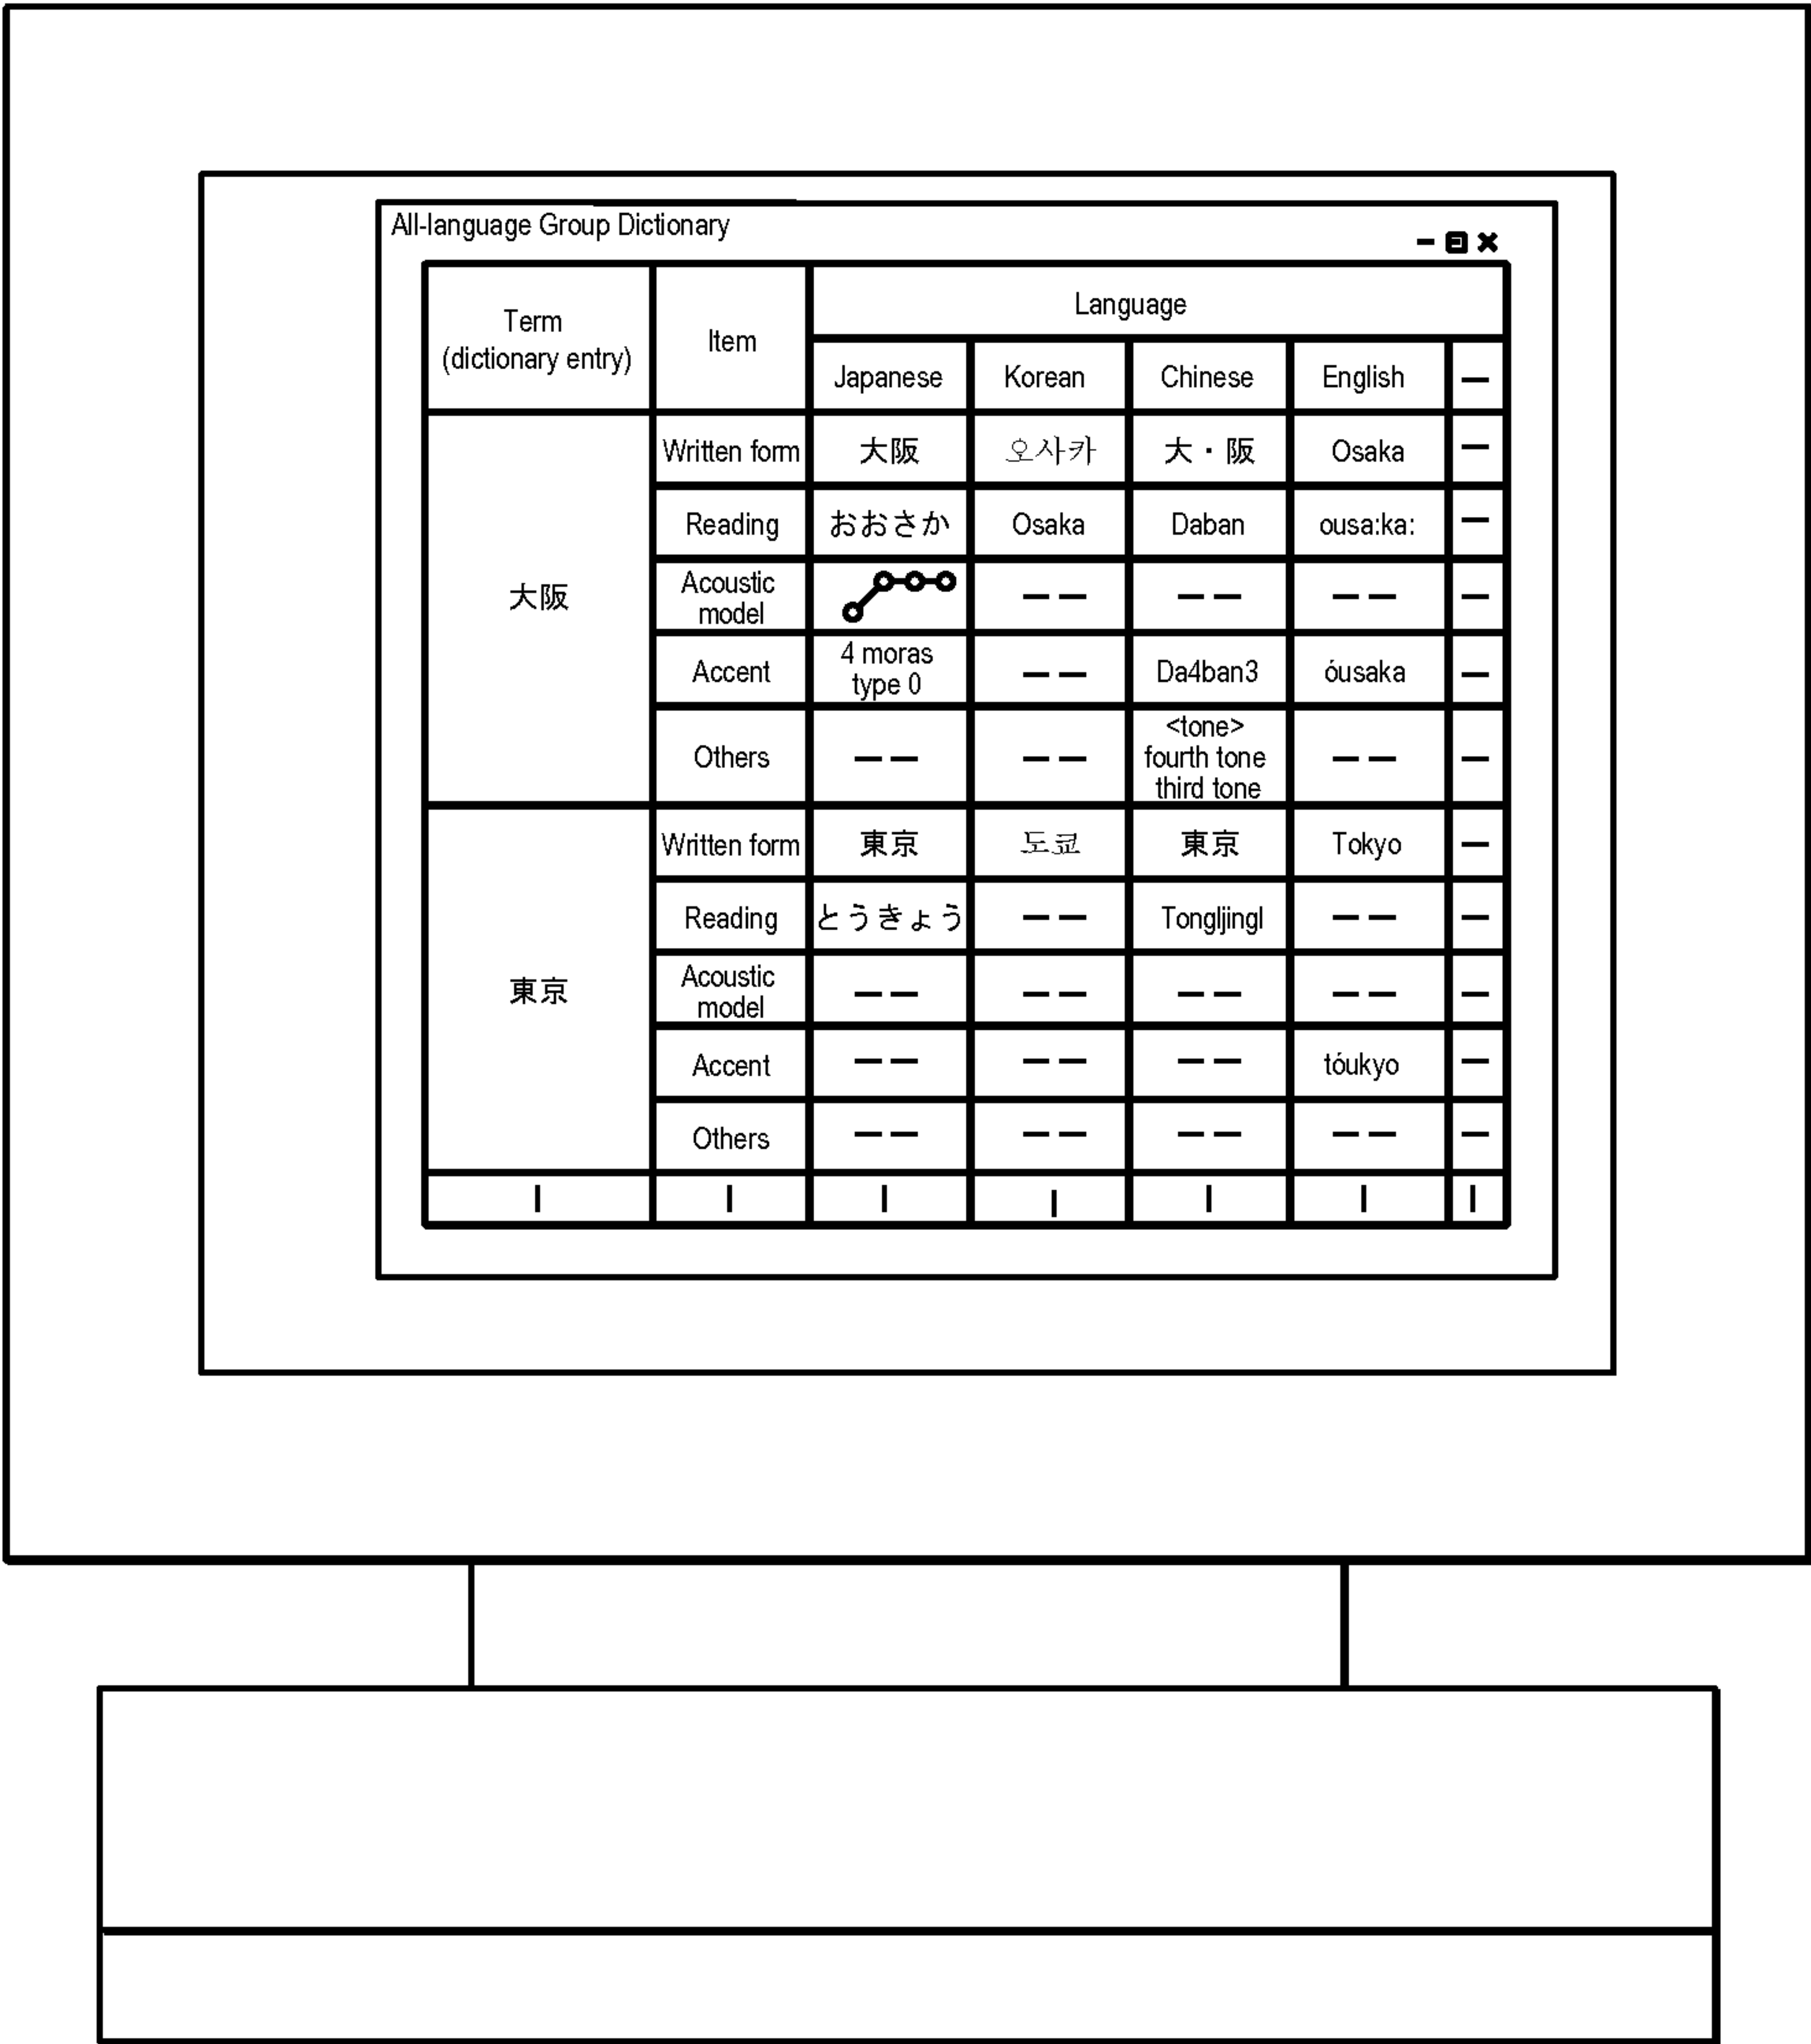 All-language Group Dictionary
Term
(dictionary entry)
Item
Language
Japanese Korean Chinese English —
大阪
Written form 大阪 오사카 大・阪 Osaka —
Reading おおさか Osaka Daban ousa:ka: —
Acoustic
model — — — — — — —
Accent 4 moras
type 0 — — Da4ban3 óusaka —
Others — — — — <tone>
fourth tone
third tone — — —
東京
Written form 東京 도쿄 東京 Tokyo —
Reading とうきょう — — Tongljingl — — —
Acoustic
model — — — — — — — — —
Accent — — — — — — tóukyo —
Others — — — — — — — — —